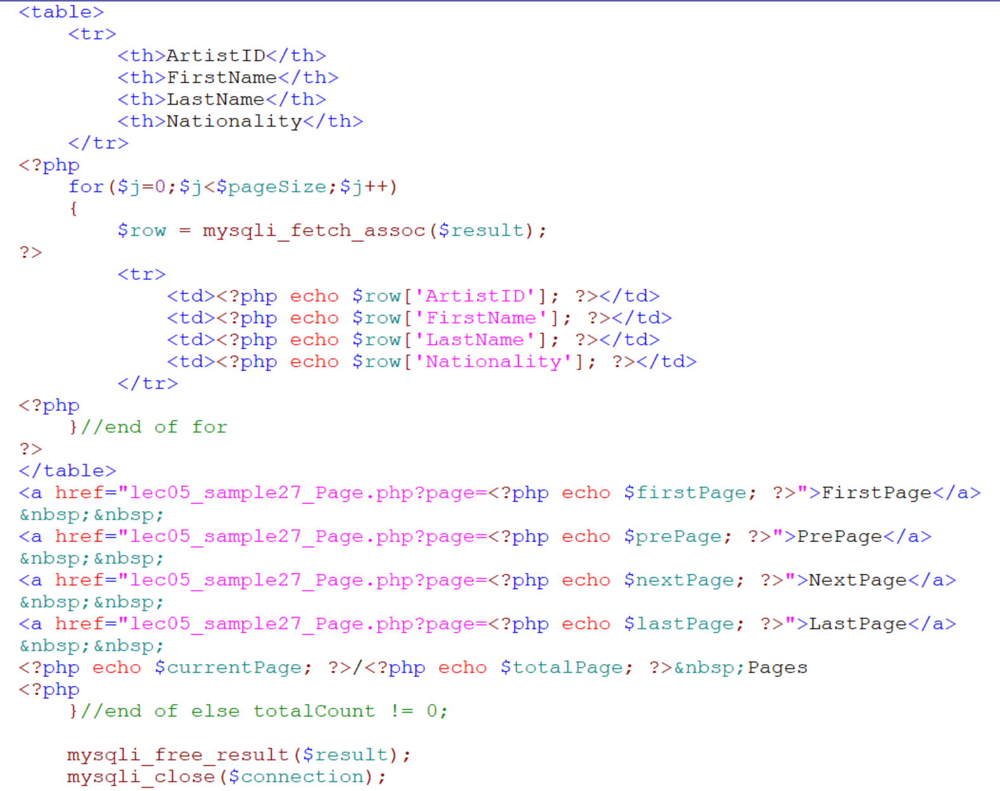 <table>
    <tr>
        <th>ArtistID</th>
        <th>FirstName</th>
        <th>LastName</th>
        <th>Nationality</th>
    </tr>
<?php
    for($j=0;$j<$pageSize;$j++)
    {
        $row = mysqli_fetch_assoc($result);
?>
        <tr>
            <td><?php echo $row['ArtistID']; ?></td>
            <td><?php echo $row['FirstName']; ?></td>
            <td><?php echo $row['LastName']; ?></td>
            <td><?php echo $row['Nationality']; ?></td>
        </tr>
<?php
    }//end of for
?>
</table>
<a href="lec05_sample27_Page.php?page=<?php echo $firstPage; ?>">FirstPage</a>
&nbsp;&nbsp;
<a href="lec05_sample27_Page.php?page=<?php echo $prePage; ?>">PrePage</a>
&nbsp;&nbsp;
<a href="lec05_sample27_Page.php?page=<?php echo $nextPage; ?>">NextPage</a>
&nbsp;&nbsp;
<a href="lec05_sample27_Page.php?page=<?php echo $lastPage; ?>">LastPage</a>
&nbsp;&nbsp;
<?php echo $currentPage; ?>/<?php echo $totalPage; ?>&nbsp;Pages
<?php
    }//end of else totalCount != 0;

    mysqli_free_result($result);
    mysqli_close($connection);